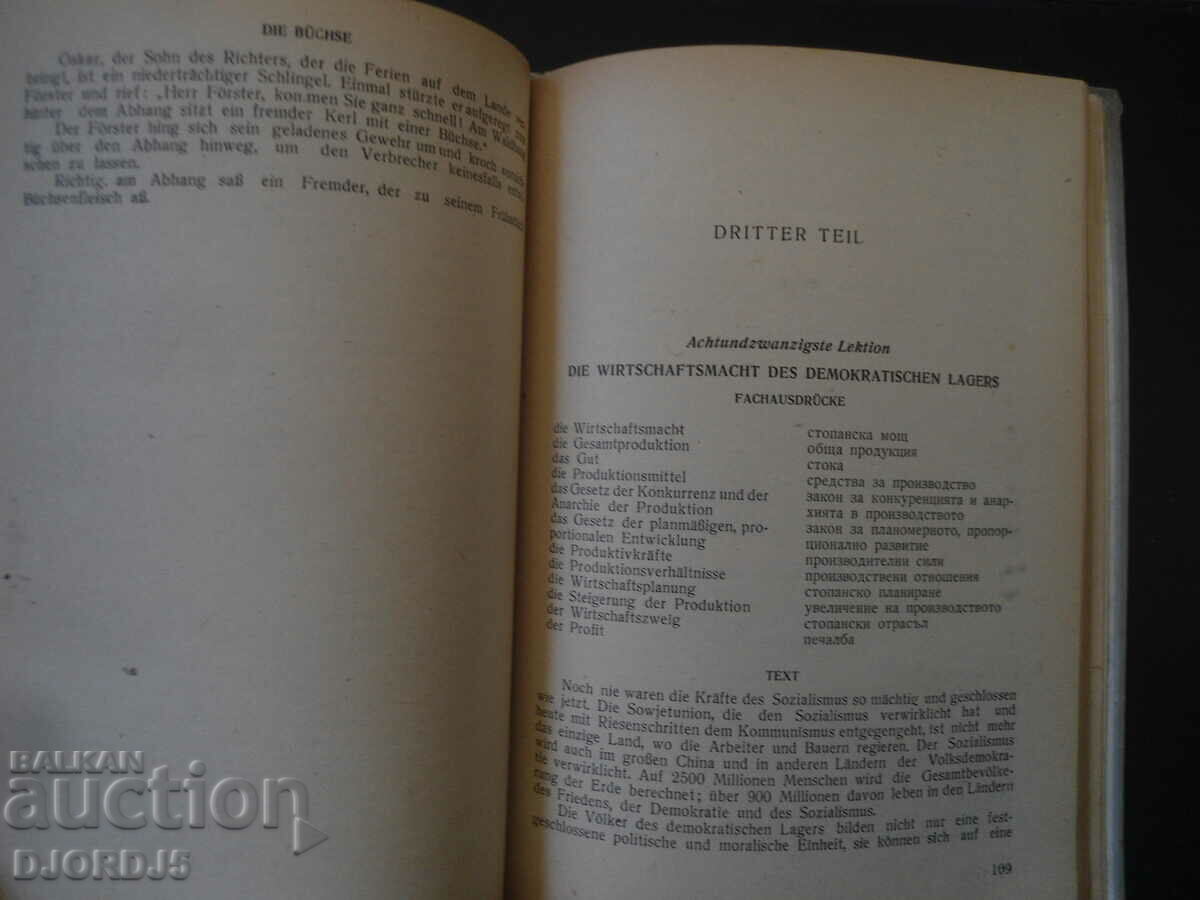 DIE BÜCHSE
Oskar, der Sohn des Richters, der die Ferien auf dem Lande
bringt, ist ein niederträchtiger Schlingel. Einmal stürzte er aufgeregt
Förster und rief: „Herr Förster, kommen Sie ganz schnell! Am Waldhang
hinter dem Abhang sitzt ein fremder Kerl mit einer Büchse.“
Der Förster hing sich sein geladenes Gewehr um und kroch
tig über den Abhang hinweg, um den Verbrecher keinesfalls
schen zu lassen.
Richtig, am Abhang saß ein Fremder, der zu seinem Frühstück
Büchsenfleisch aß.
DRITTER TEIL
Achtundzwanzigste Lektion
DIE WIRTSCHAFTSMACHT DES DEMOKRATISCHEN LAGERS
FACHAUSDRÜCKE
die Wirtschaftsmacht стопанска мощ
die Gesamtproduktion обща продукция
das Gut стока
die Produktionsmittel средства за производство
das Gesetz der Konkurrenz und der закон за конкуренцията и анар-
Anarchie der Produktion хията в производството
das Gesetz der planmäßigen, pro- закон за планомерното, пропор-
portionalen Entwicklung ционално развитие
die Produktivkräfte производителни сили
die Produktionsverhältnisse производствени отношения
die Wirtschaftsplanung стопанско планиране
die Steigerung der Produktion увеличение на производството
der Wirtschaftszweig стопански отрасъл
der Profit печалба
TEXT
Noch nie waren die Kräfte des Sozialismus so mächtig und geschlossen
wie jetzt. Die Sowjetunion, die den Sozialismus verwirklicht hat und
heute mit Riesenschritten dem Kommunismus entgegengeht, ist nicht mehr
das einzige Land, wo die Arbeiter und Bauern regieren. Der Sozialismus
wird auch im großen China und in anderen Ländern der Volksdemokra-
tie verwirklicht. Auf 2500 Millionen Menschen wird die Gesamtbevölke-
rung der Erde berechnet; über 900 Millionen davon leben in den Ländern
des Friedens, der Demokratie und des Sozialismus.
Die Völker des demokratischen Lagers bilden nicht nur eine fest-
geschlossene politische und moralische Einheit, sie können sich auf eine
109
BALKAN
auction
DJORDJ5